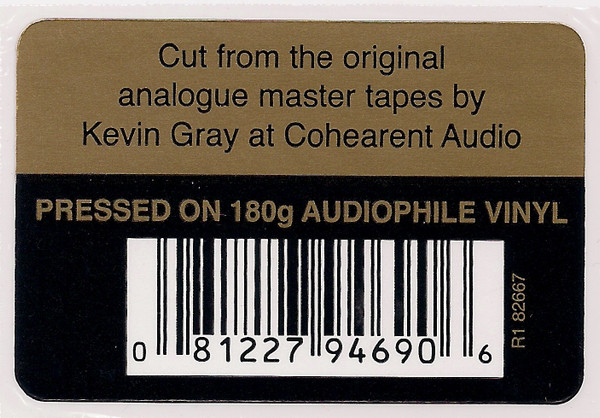 Cut from the original
analogue master tapes by
Kevin Gray at Cohearent Audio
PRESSED ON 180g AUDIOPHILE VINYL
0 81227 94690 6
R1 82667